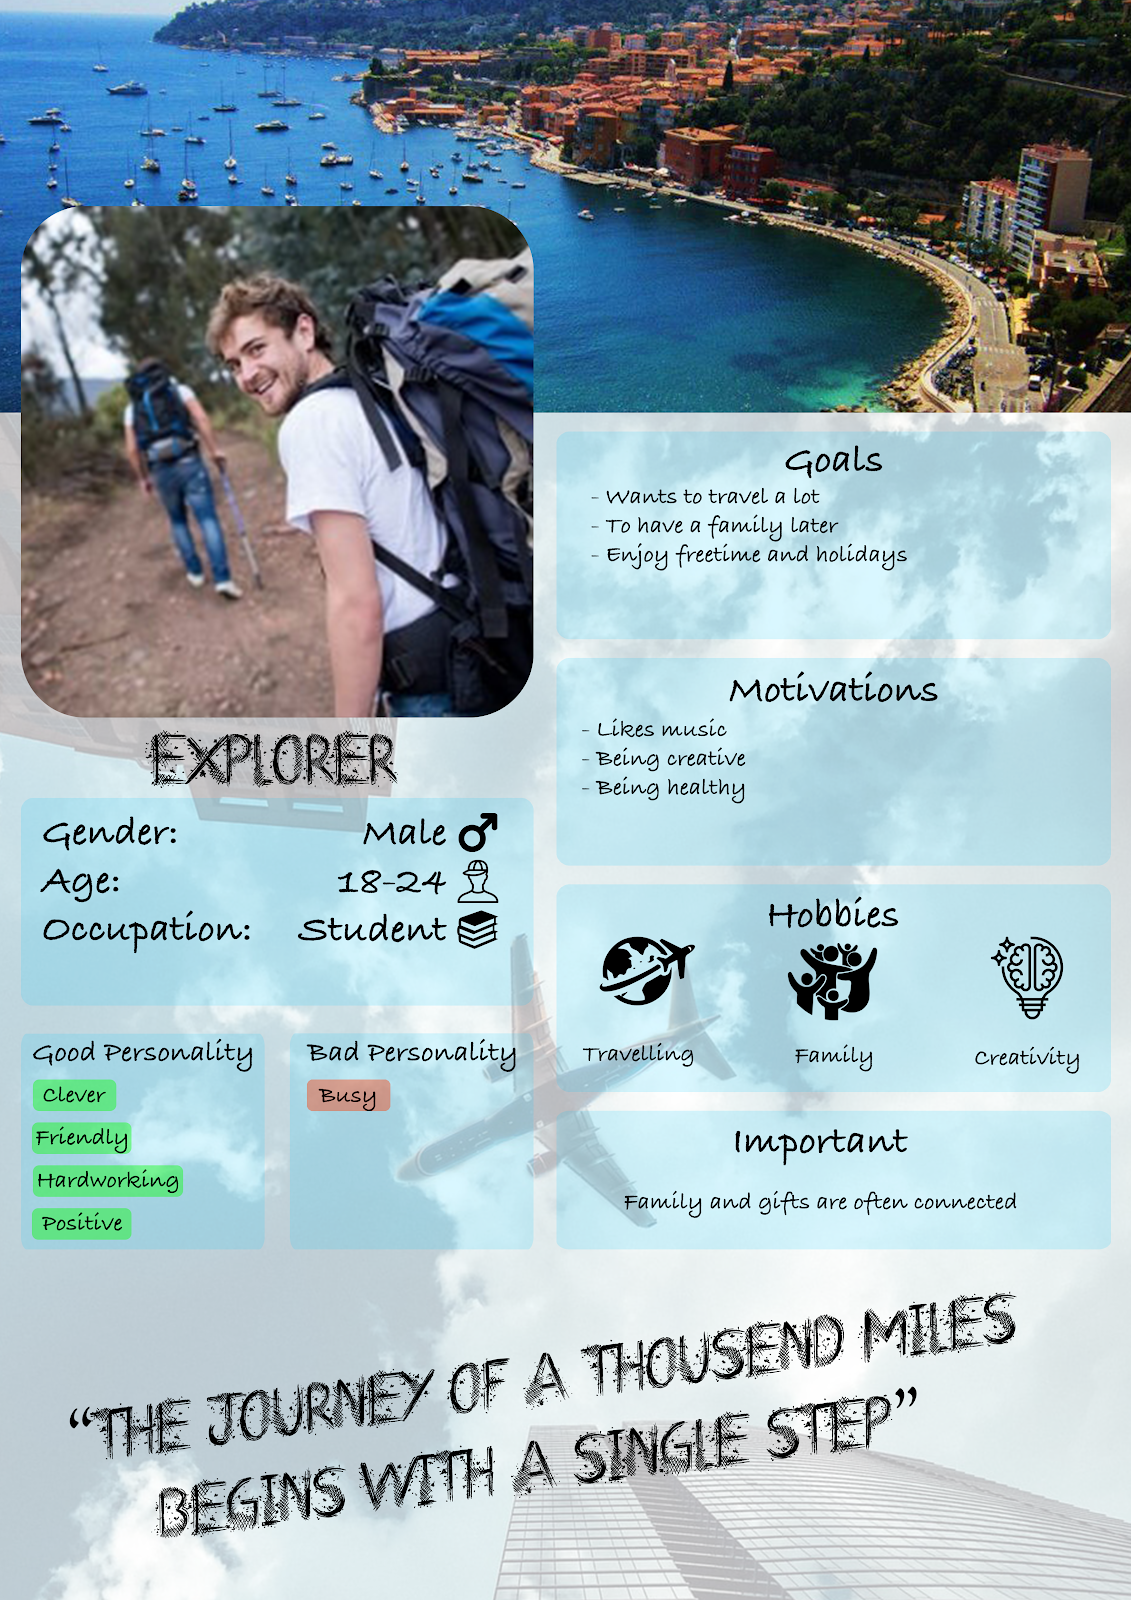 EXPLORER
Gender: Male
Age: 18-24
Occupation: Student
Good Personality
Clever
Friendly
Hardworking
Positive
Bad Personality
Busy
Goals
- Wants to travel a lot
- To have a family later
- Enjoy freetime and holidays
Motivations
- Likes music
- Being creative
- Being healthy
Hobbies
Travelling Family Creativity
Important
Family and gifts are often connected
“THE JOURNEY OF A THOUSEND MILES
BEGINS WITH A SINGLE STEP”